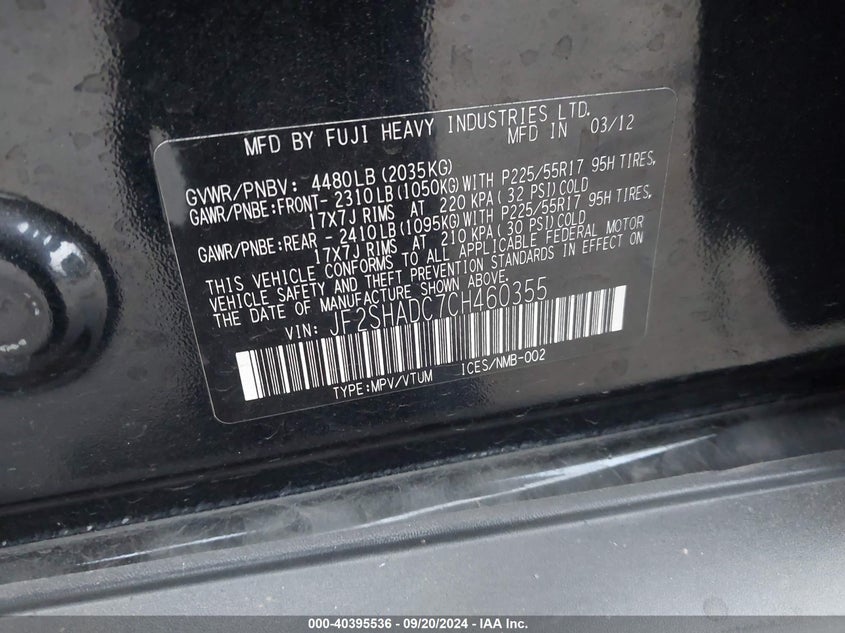 MFD BY FUJI HEAVY INDUSTRIES LTD.
MFD IN 03/12
GVWR/PNBV: 4480LB(2035KG)
GAWR/PNBE:FRONT- 2310LB(1050KG)WITH P225/55R17 95H TIRES,
17X7J RIMS AT 220 KPA( 32 PSI)COLD
GAWR/PNBE:REAR - 2410LB(1095KG)WITH P225/55R17 95H TIRES,
17X7J RIMS AT 210 KPA( 30 PSI)COLD
THIS VEHICLE CONFORMS TO ALL APPLICABLE FEDERAL MOTOR
VEHICLE SAFETY AND THEFT PREVENTION STANDARDS IN EFFECT ON
THE DATE OF MANUFACTURE SHOWN ABOVE.
VIN: JF2SHADC7CH460355
TYPE:MPV/VTUM ICES/NMB-002
000-40395536 - 09/20/2024 - IAA Inc.